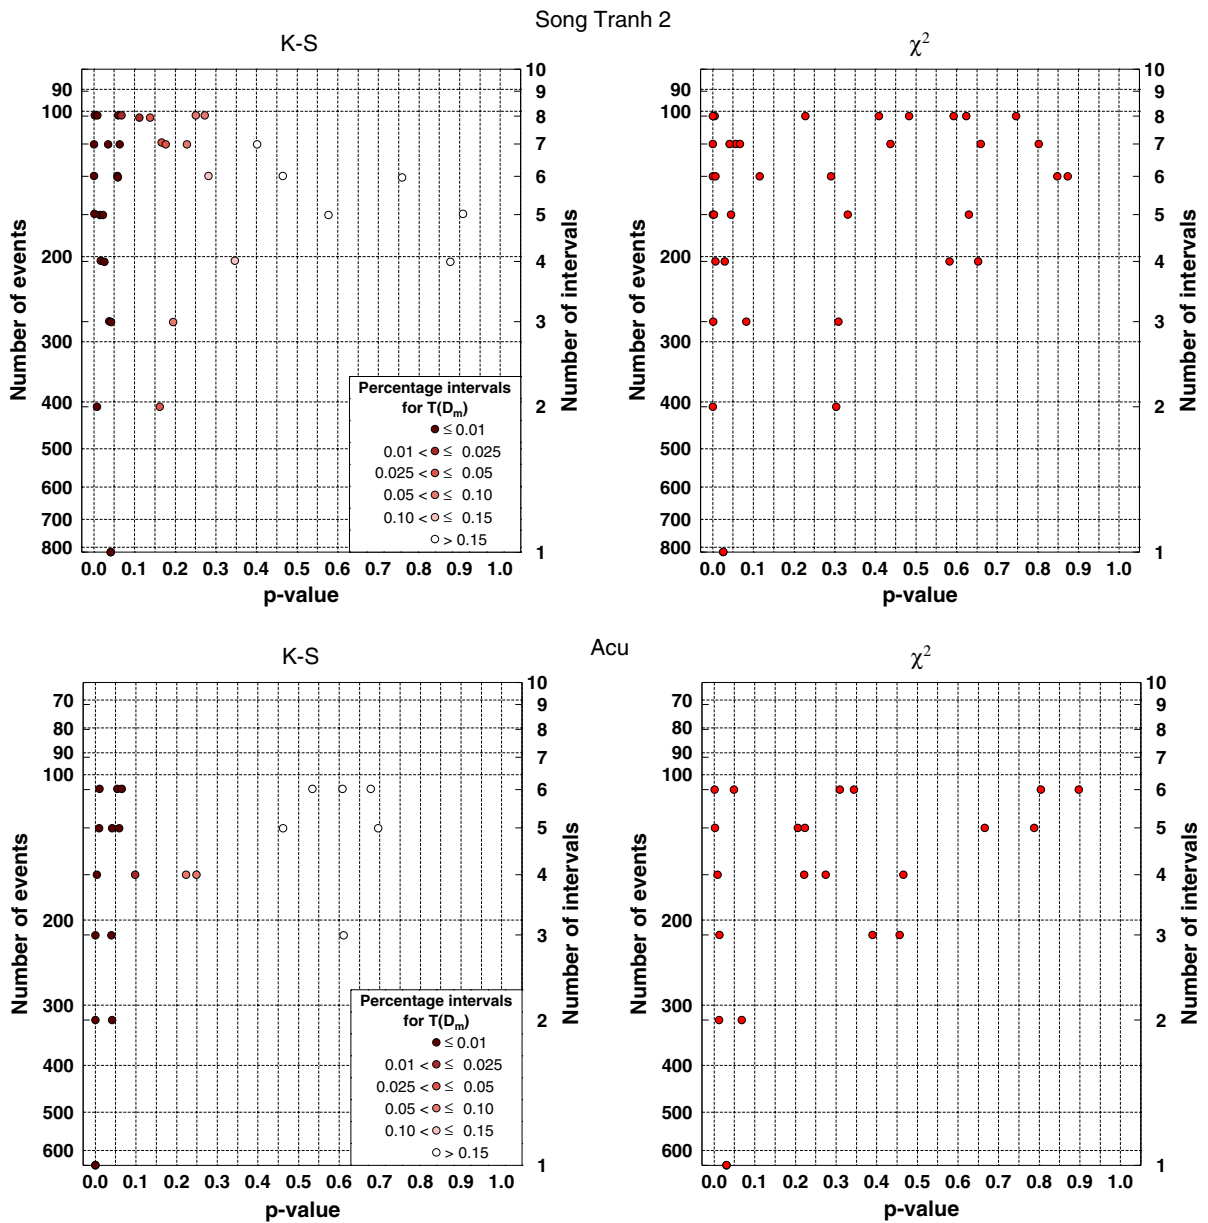 Song Tranh 2
K-S
χ²
90
100
200
300
400
500
600
700
800
Number of events
10
9
8
7
6
5
4
3
2
1
Number of intervals
Percentage intervals
for T(Dₘ)
≤ 0.01
0.01 < ≤ 0.025
0.025 < ≤ 0.05
0.05 < ≤ 0.10
0.10 < ≤ 0.15
> 0.15
0.0 0.1 0.2 0.3 0.4 0.5 0.6 0.7 0.8 0.9 1.0
p-value
90
100
200
300
400
500
600
700
800
Number of events
10
9
8
7
6
5
4
3
2
1
Number of intervals
0.0 0.1 0.2 0.3 0.4 0.5 0.6 0.7 0.8 0.9 1.0
p-value
Acu
K-S
χ²
70
80
90
100
200
300
400
500
600
Number of events
10
9
8
7
6
5
4
3
2
1
Number of intervals
Percentage intervals
for T(Dₘ)
≤ 0.01
0.01 < ≤ 0.025
0.025 < ≤ 0.05
0.05 < ≤ 0.10
0.10 < ≤ 0.15
> 0.15
0.0 0.1 0.2 0.3 0.4 0.5 0.6 0.7 0.8 0.9 1.0
p-value
70
80
90
100
200
300
400
500
600
Number of events
10
9
8
7
6
5
4
3
2
1
Number of intervals
0.0 0.1 0.2 0.3 0.4 0.5 0.6 0.7 0.8 0.9 1.0
p-value